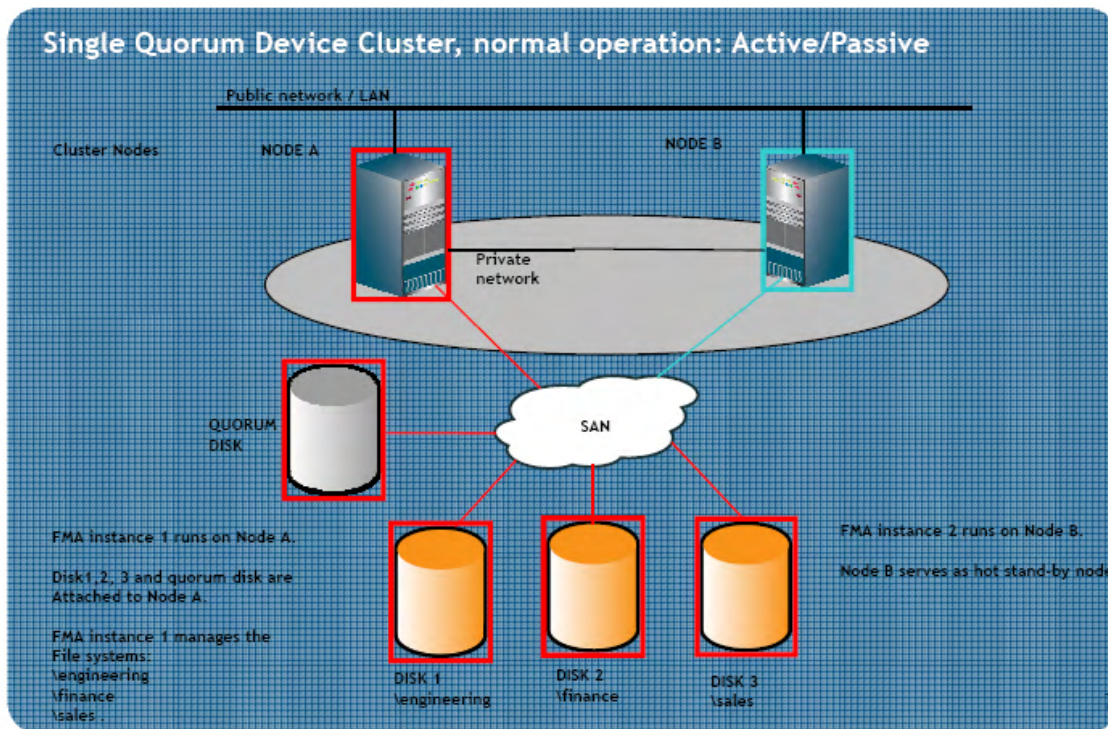 Single Quorum Device Cluster, normal operation: Active/Passive
Public network / LAN
Cluster Nodes
NODE A
NODE B
Private
network
SAN
QUORUM
DISK
FMA instance 1 runs on Node A.
Disk1,2, 3 and quorum disk are
Attached to Node A.
FMA instance 1 manages the
File systems:
\engineering
\finance
\sales .
DISK 1
\engineering
DISK 2
\finance
DISK 3
\sales
FMA instance 2 runs on Node B.
Node B serves as hot stand-by node